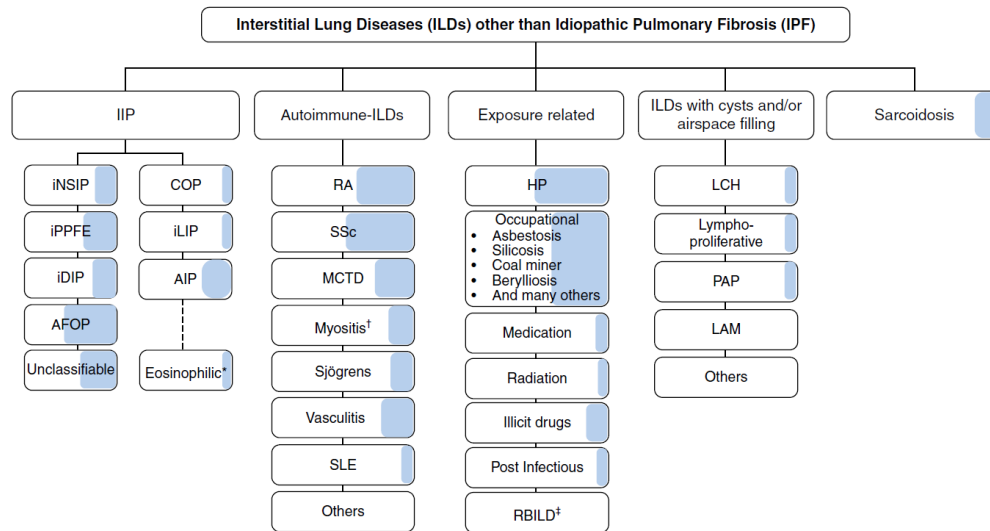 Interstitial Lung Diseases (ILDs) other than Idiopathic Pulmonary Fibrosis (IPF)
IIP
Autoimmune-ILDs
Exposure related
ILDs with cysts and/or
airspace filling
Sarcoidosis
iNSIP
iPPFE
iDIP
AFOP
Unclassifiable
COP
iLIP
AIP
Eosinophilic*
RA
SSc
MCTD
Myositis†
Sjögrens
Vasculitis
SLE
Others
HP
Occupational
• Asbestosis
• Silicosis
• Coal miner
• Berylliosis
• And many others
Medication
Radiation
Illicit drugs
Post Infectious
RBILD‡
LCH
Lympho-
proliferative
PAP
LAM
Others